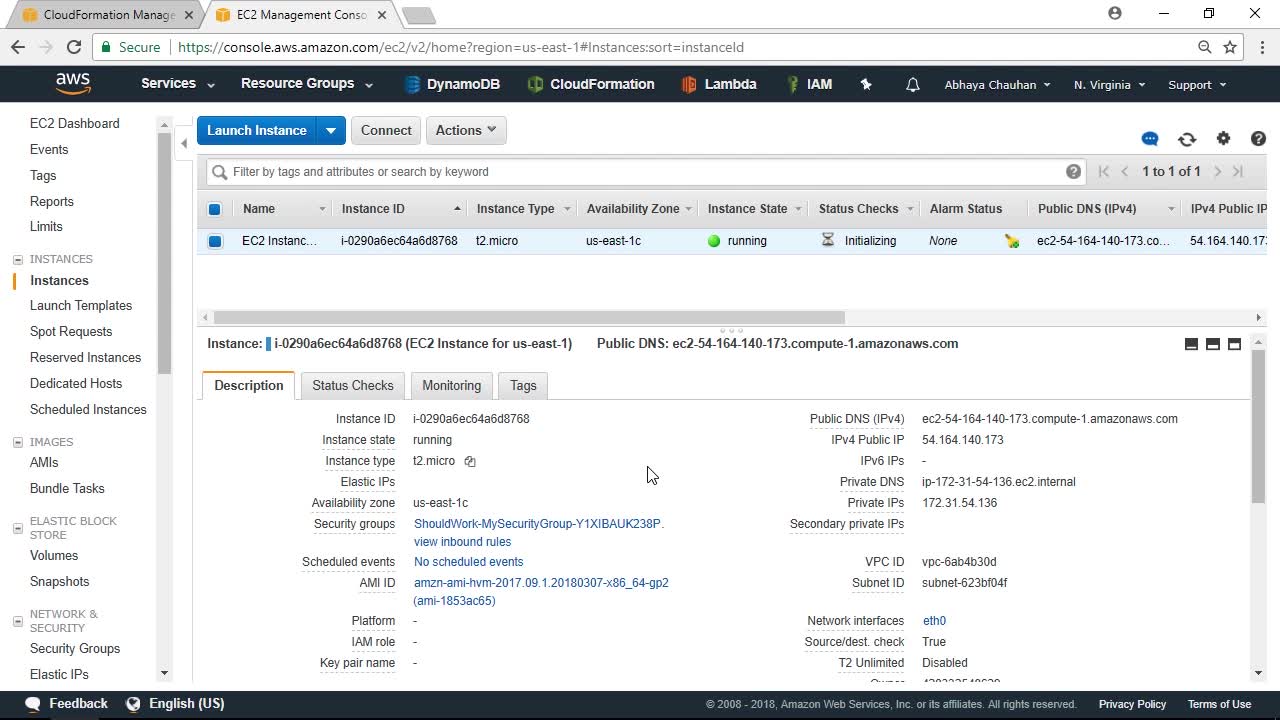 CloudFormation Manage
EC2 Management Conso
Secure
https://console.aws.amazon.com/ec2/v2/home?region=us-east-1#Instances:sort=instanceId
aws
Services
Resource Groups
DynamoDB
CloudFormation
Lambda
IAM
Abhaya Chauhan
N. Virginia
Support
EC2 Dashboard
Events
Tags
Reports
Limits
INSTANCES
Instances
Launch Templates
Spot Requests
Reserved Instances
Dedicated Hosts
Scheduled Instances
IMAGES
AMIs
Bundle Tasks
ELASTIC BLOCK
STORE
Volumes
Snapshots
NETWORK &
SECURITY
Security Groups
Elastic IPs
Launch Instance
Connect
Actions
Filter by tags and attributes or search by keyword
1 to 1 of 1
Name Instance ID Instance Type Availability Zone Instance State Status Checks Alarm Status Public DNS (IPv4) IPv4 Public IP
EC2 Instanc... i-0290a6ec64a6d8768 t2.micro us-east-1c running Initializing None ec2-54-164-140-173.co... 54.164.140.17
Instance: i-0290a6ec64a6d8768 (EC2 Instance for us-east-1) Public DNS: ec2-54-164-140-173.compute-1.amazonaws.com
Description
Status Checks
Monitoring
Tags
Instance ID i-0290a6ec64a6d8768
Instance state running
Instance type t2.micro
Elastic IPs
Availability zone us-east-1c
Security groups ShouldWork-MySecurityGroup-Y1XIBAUK238P.
view inbound rules
Scheduled events No scheduled events
AMI ID amzn-ami-hvm-2017.09.1.20180307-x86_64-gp2
(ami-1853ac65)
Platform -
IAM role -
Key pair name -
Public DNS (IPv4) ec2-54-164-140-173.compute-1.amazonaws.com
IPv4 Public IP 54.164.140.173
IPv6 IPs -
Private DNS ip-172-31-54-136.ec2.internal
Private IPs 172.31.54.136
Secondary private IPs
VPC ID vpc-6ab4b30d
Subnet ID subnet-623bf04f
Network interfaces eth0
Source/dest. check True
T2 Unlimited Disabled
Feedback
English (US)
© 2008 - 2018, Amazon Web Services, Inc. or its affiliates. All rights reserved.
Privacy Policy
Terms of Use